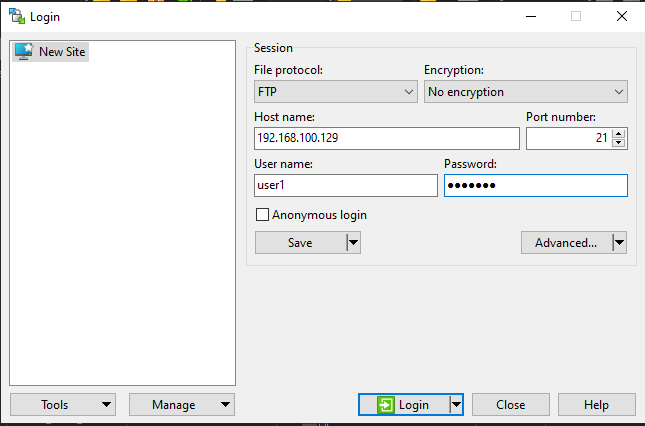 Login
New Site
Session
File protocol:
Encryption:
FTP
No encryption
Host name:
Port number:
192.168.100.129
21
User name:
Password:
user1
●●●●●●●
Anonymous login
Save
Advanced...
Tools
Manage
Login
Close
Help